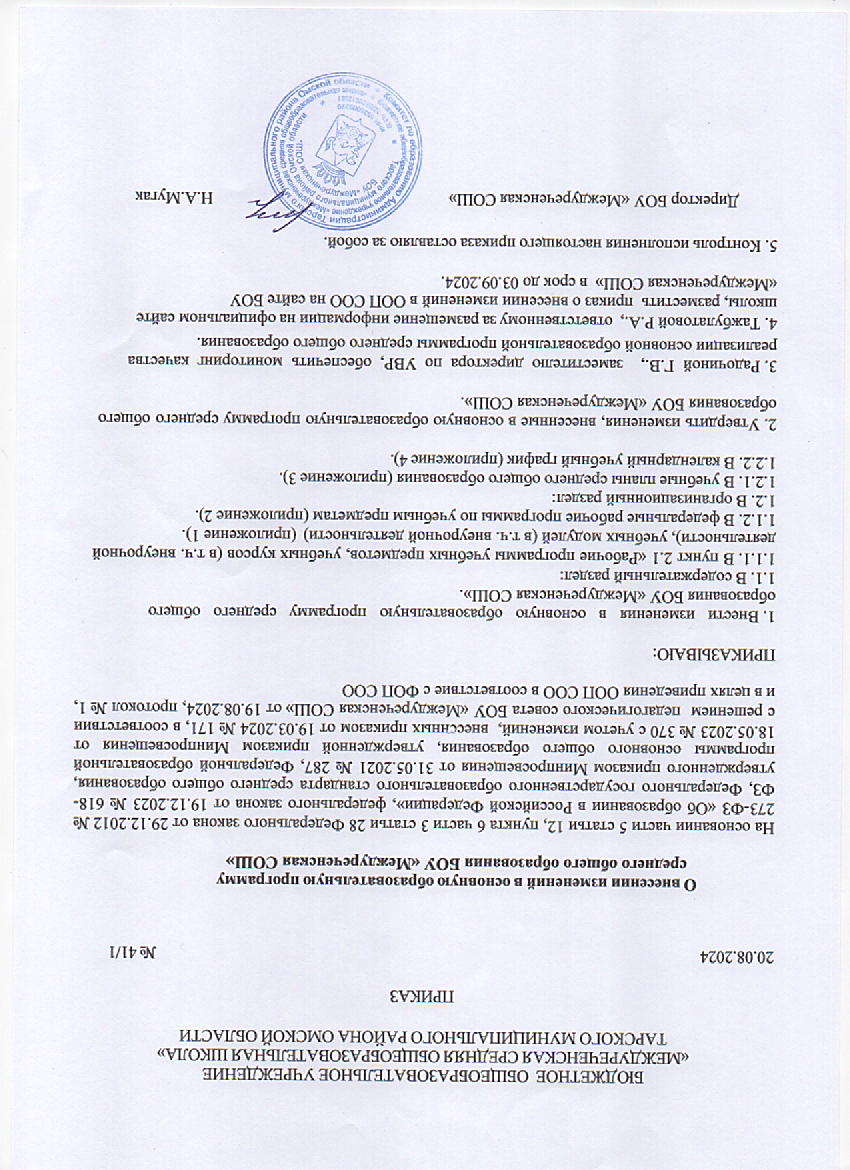 БЮДЖЕТНОЕ ОБЩЕОБРАЗОВАТЕЛЬНОЕ УЧРЕЖДЕНИЕ
«МЕЖДУРЕЧЕНСКАЯ СРЕДНЯЯ ОБЩЕОБРАЗОВАТЕЛЬНАЯ ШКОЛА»
ТАРСКОГО МУНИЦИПАЛЬНОГО РАЙОНА ОМСКОЙ ОБЛАСТИ
ПРИКАЗ
20.08.2024 № 41/1
О внесении изменений в основную образовательную программу
среднего общего образования БОУ «Междуреченская СОШ»
На основании части 5 статьи 12, пункта 6 части 3 статьи 28 Федерального закона от 29.12.2012 №
273-ФЗ «Об образовании в Российской Федерации», федерального закона от 19.12.2023 № 618-
ФЗ, Федерального государственного образовательного стандарта среднего общего образования,
утвержденного приказом Минпросвещения от 31.05.2021 № 287, Федеральной образовательной
программы основного общего образования, утвержденной приказом Минпросвещения от
18.05.2023 № 370 с учетом изменений, внесенных приказом от 19.03.2024 № 171, в соответствии
с решением педагогического совета БОУ «Междуреченская СОШ» от 19.08.2024, протокол № 1,
и в целях приведения ООП СОО в соответствие с ФОП СОО
ПРИКАЗЫВАЮ:
1. Внести изменения в основную образовательную программу среднего общего
образования БОУ «Междуреченская СОШ».
1.1. В содержательный раздел:
1.1.1. В пункт 2.1 «Рабочие программы учебных предметов, учебных курсов (в т.ч. внеурочной
деятельности), учебных модулей (в т.ч. внеурочной деятельности) (приложение 1).
1.1.2. В федеральные рабочие программы по учебным предметам (приложение 2).
1.2. В организационный раздел:
1.2.1. В учебные планы среднего общего образования (приложение 3).
1.2.2. В календарный учебный график (приложение 4).
2. Утвердить изменения, внесенные в основную образовательную программу среднего общего
образования БОУ «Междуреченская СОШ».
3. Радочиной Г.В., заместителю директора по УВР, обеспечить мониторинг качества
реализации основной образовательной программы среднего общего образования.
4. Тажбулатовой Р.А., ответственному за размещение информации на официальном сайте
школы, разместить приказ о внесении изменений в ООП СОО на сайте БОУ
«Междуреченская СОШ» в срок до 03.09.2024.
5. Контроль исполнения настоящего приказа оставляю за собой.
Директор БОУ «Междуреченская СОШ» Н.А.Мугак